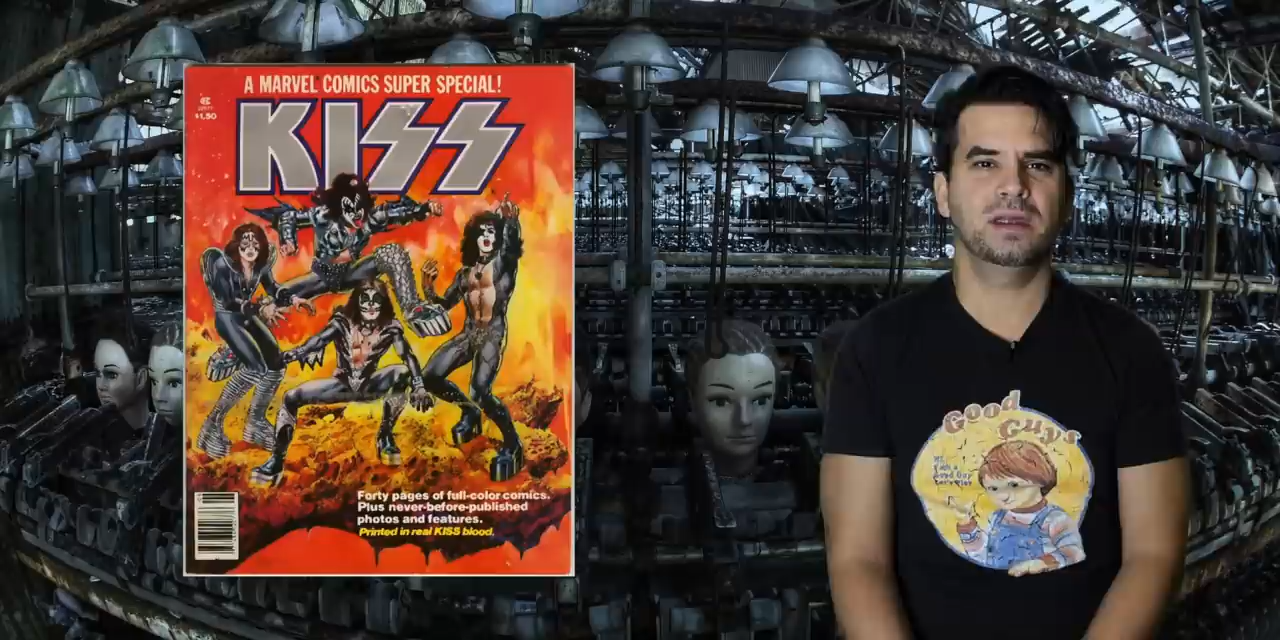 A MARVEL COMICS SUPER SPECIAL!
$1.50
KISS
Forty pages of full-color comics.
Plus never-before-published
photos and features.
Printed in real KISS blood.
Good
Guys